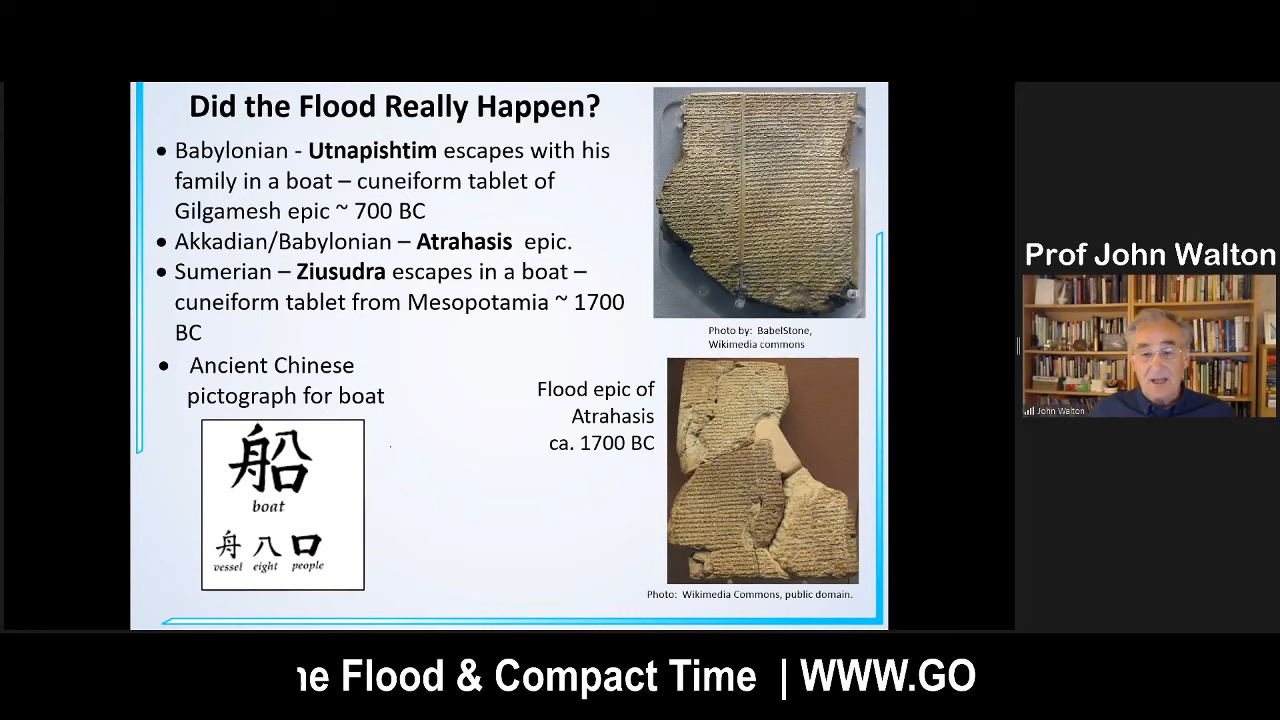 Did the Flood Really Happen?
● Babylonian - Utnapishtim escapes with his
family in a boat – cuneiform tablet of
Gilgamesh epic ~ 700 BC
● Akkadian/Babylonian – Atrahasis epic.
● Sumerian – Ziusudra escapes in a boat –
cuneiform tablet from Mesopotamia ~ 1700
BC
● Ancient Chinese
pictograph for boat
船
boat
舟 八 口
vessel eight people
Photo by: BabelStone,
Wikimedia commons
Flood epic of
Atrahasis
ca. 1700 BC
Photo: Wikimedia Commons, public domain.
Prof John Walton
John Walton
he Flood & Compact Time | WWW.GO